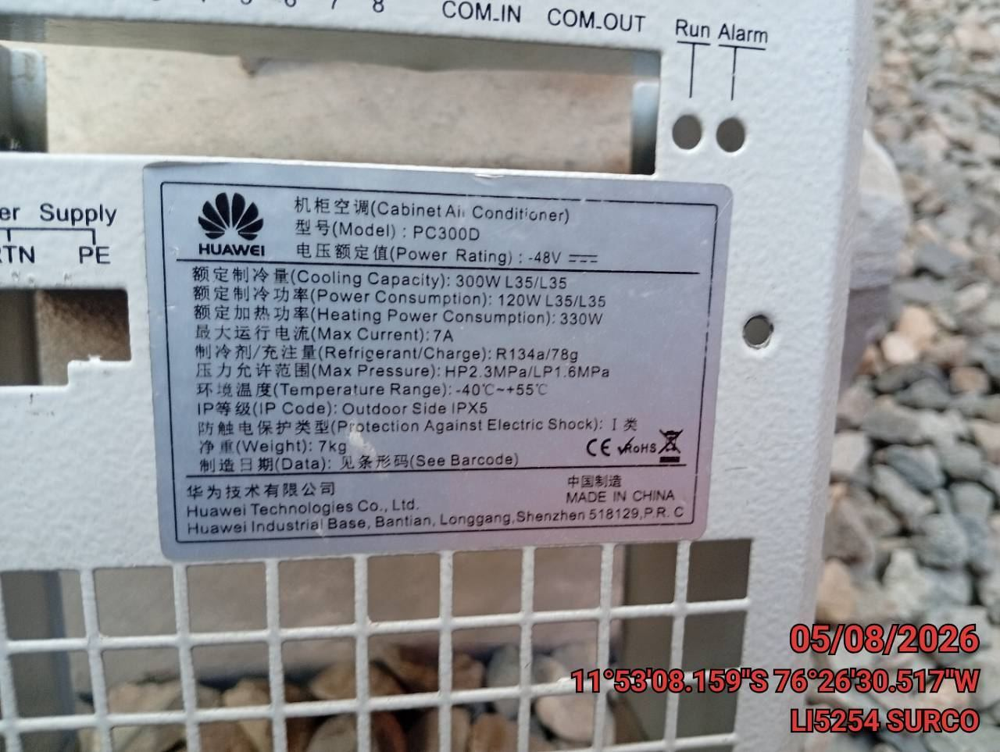 6 7 8 COM_IN COM_OUT
Run Alarm
Supply
PE
HUAWEI
机柜空调(Cabinet Air Conditioner)
型号(Model) : PC300D
电压额定值(Power Rating) : -48V
额定制冷量(Cooling Capacity): 300W L35/L35
额定制冷功率(Power Consumption): 120W L35/L35
额定加热功率(Heating Power Consumption): 330W
最大运行电流(Max Current): 7A
制冷剂/充注量(Refrigerant/Charge): R134a/78g
压力允许范围(Max Pressure): HP2.3MPa/LP1.6MPa
环境温度(Temperature Range): -40℃~+55℃
IP等级(IP Code): Outdoor Side IPX5
防触电保护类型(Protection Against Electric Shock): I 类
净重(Weight): 7kg
CE RoHS
制造日期(Data): 见条形码(See Barcode)
华为技术有限公司
Huawei Technologies Co., Ltd.
Huawei Industrial Base, Bantian, Longgang,Shenzhen 518129,P.R. C
中国制造
MADE IN CHINA
05/08/2026
11°53'08.159"S 76°26'30.517"W
LI5254 SURCO